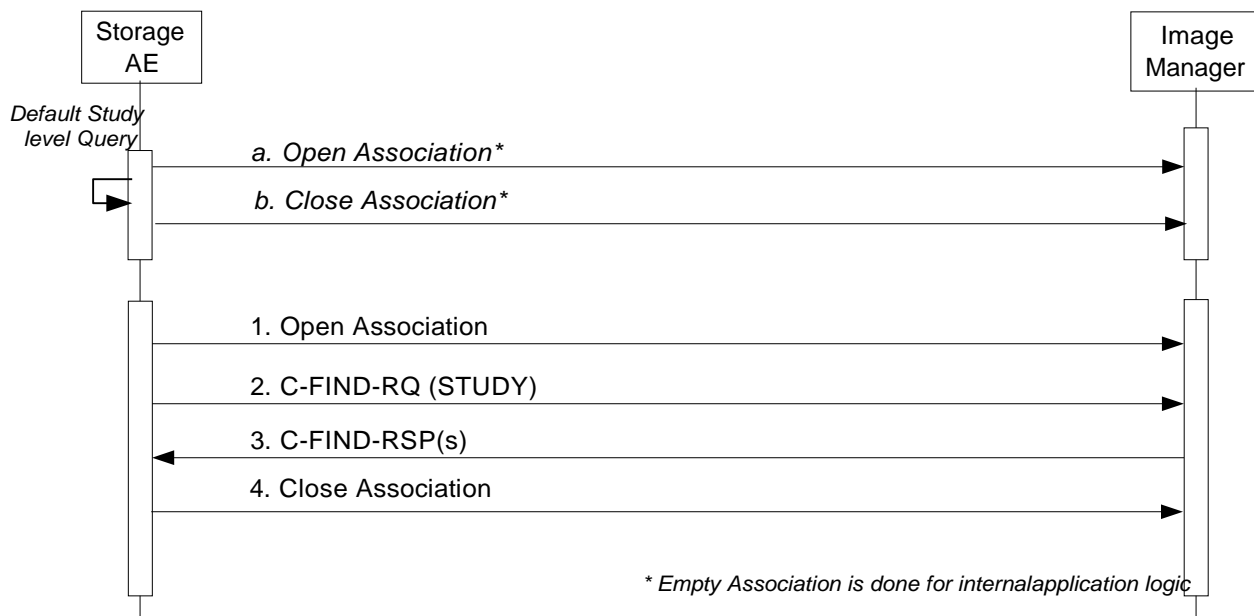 Storage
AE
Image
Manager
Default Study
level Query
a. Open Association*
b. Close Association*
1. Open Association
2. C-FIND-RQ (STUDY)
3. C-FIND-RSP(s)
4. Close Association
* Empty Association is done for internalapplication logic